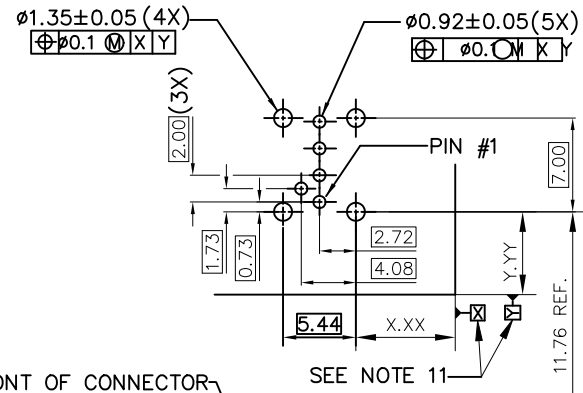 ø1.35±0.05 (4X)
⌖ ø0.1 Ⓜ X Y
ø0.92±0.05 (5X)
⌖ ø0.1 Ⓜ X Y
2.00 (3X)
PIN #1
7.00
1.73
0.73
2.72
4.08
Y.YY
5.44
X.XX
X
Y
11.76 REF.
SEE NOTE 11
ONT OF CONNECTOR